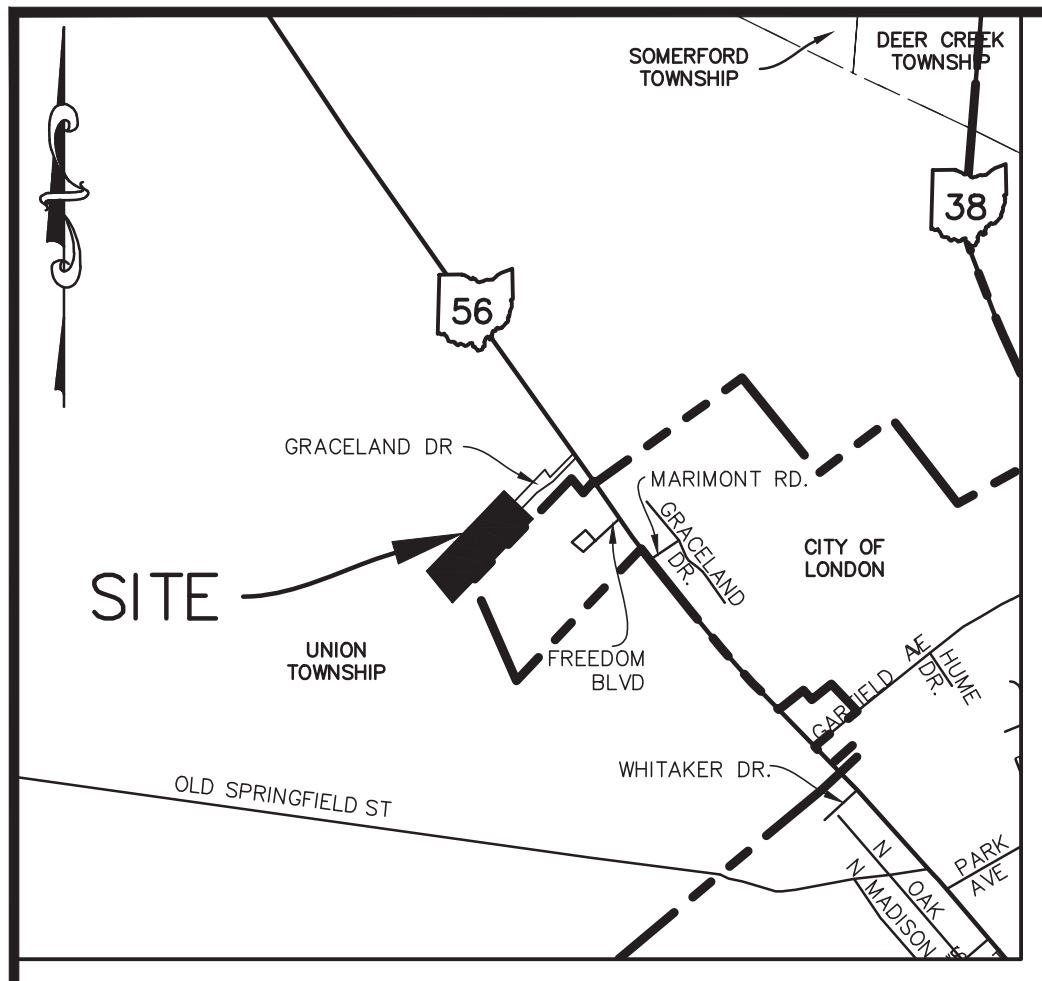 SOMERFORD
TOWNSHIP
DEER CREEK
TOWNSHIP
38
56
GRACELAND DR
MARIMONT RD.
GRACELAND
DR.
CITY OF
LONDON
SITE
UNION
TOWNSHIP
FREEDOM
BLVD
GARFIELD AVE
HUME
DR.
WHITAKER DR.
OLD SPRINGFIELD ST
PARK
AVE
N OAK
N MADISON